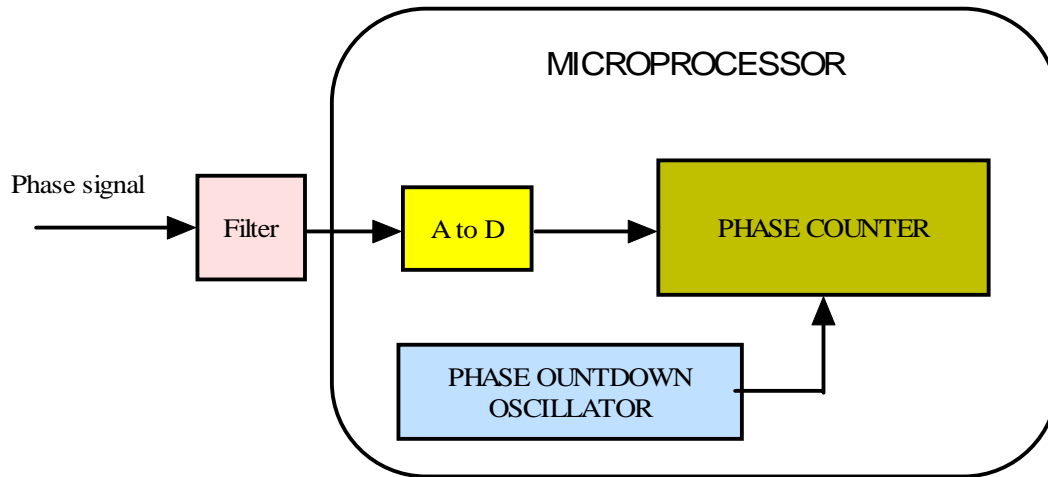 MICROPROCESSOR
Phase signal
Filter
A to D
PHASE COUNTER
PHASE OUNTDOWN
OSCILLATOR